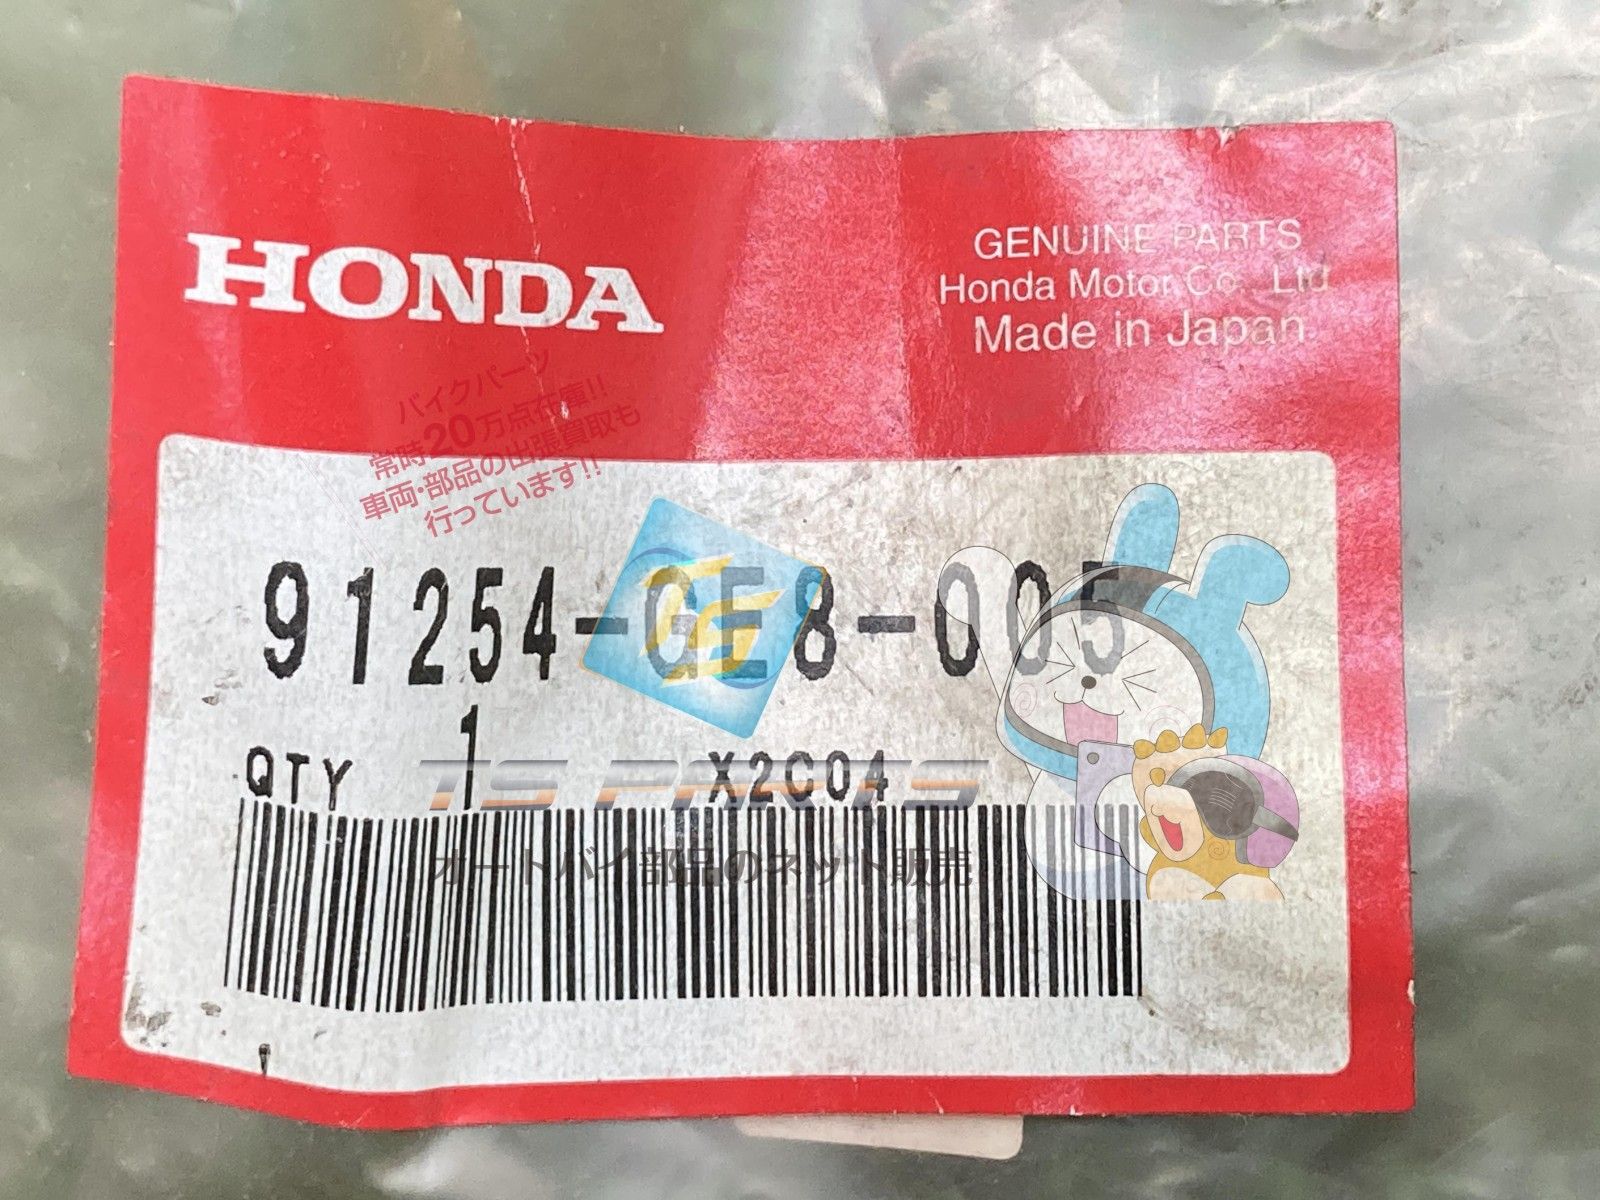 HONDA
GENUINE PARTS
Honda Motor Co., Ltd
Made in Japan
バイクパーツ
常時20万点在庫!!
車両・部品の出張買取も
行っています!!
91254-GE8-005
TS
QTY 1 X2C04
TS PARTS
オートバイ部品のネット販売